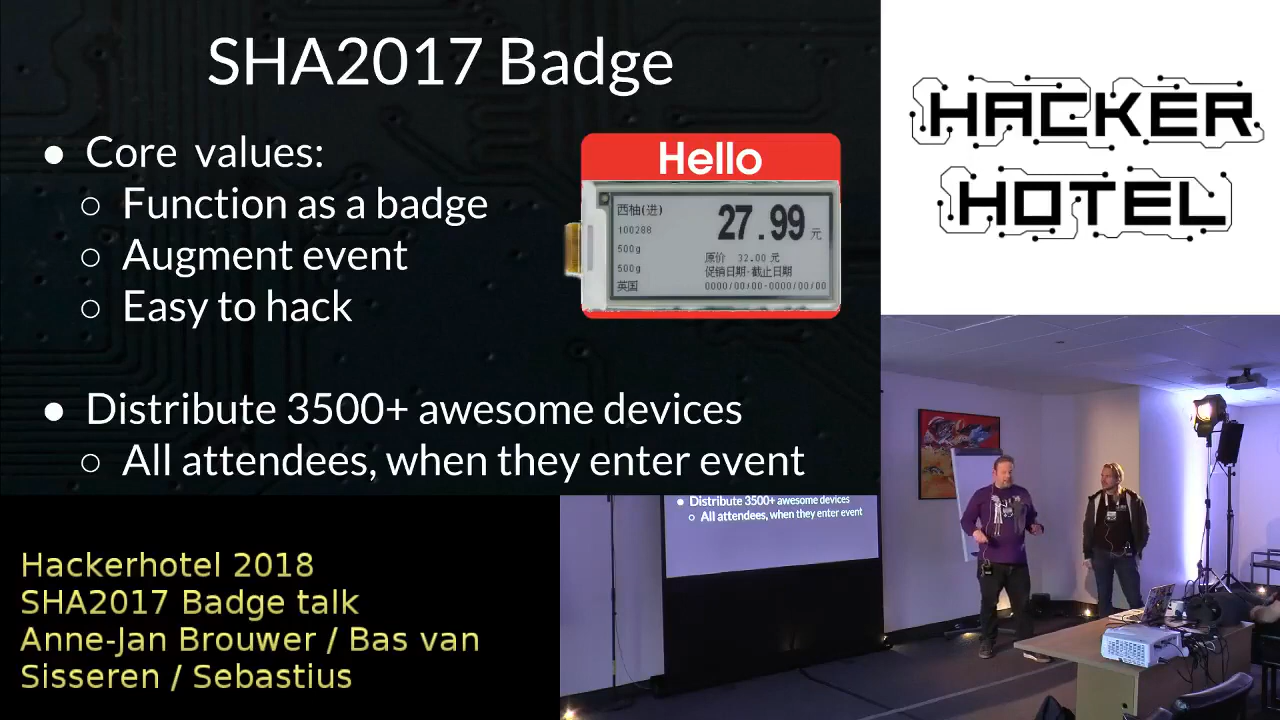 SHA2017 Badge
● Core values:
○ Function as a badge
○ Augment event
○ Easy to hack
● Distribute 3500+ awesome devices
○ All attendees, when they enter event
Hello
西柚(进)
27.99 元
100288
500g
500g
原价 32.00 元
促销日期-截止日期
英国
0000/00/00-0000/00/00
HACKER
HOTEL
● Distribute 3500+ awesome devices
○ All attendees, when they enter event
Hackerhotel 2018
SHA2017 Badge talk
Anne-Jan Brouwer / Bas van
Sisseren / Sebastius